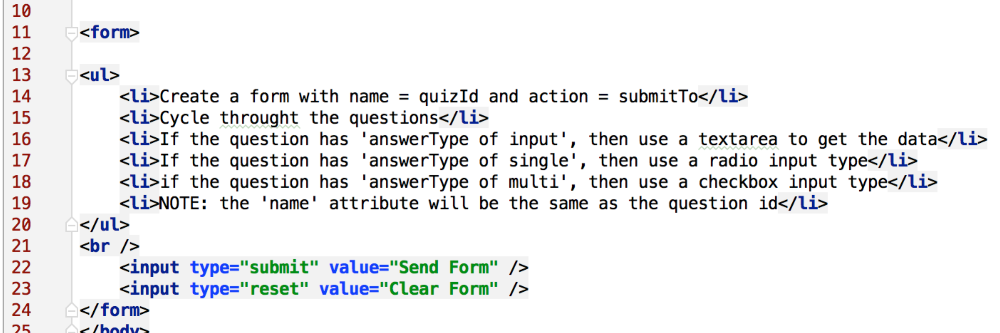 10
11 <form>
12
13 <ul>
14 <li>Create a form with name = quizId and action = submitTo</li>
15 <li>Cycle throught the questions</li>
16 <li>If the question has 'answerType of input', then use a textarea to get the data</li>
17 <li>If the question has 'answerType of single', then use a radio input type</li>
18 <li>if the question has 'answerType of multi', then use a checkbox input type</li>
19 <li>NOTE: the 'name' attribute will be the same as the question id</li>
20 </ul>
21 <br />
22 <input type="submit" value="Send Form" />
23 <input type="reset" value="Clear Form" />
24 </form>
25 </body>